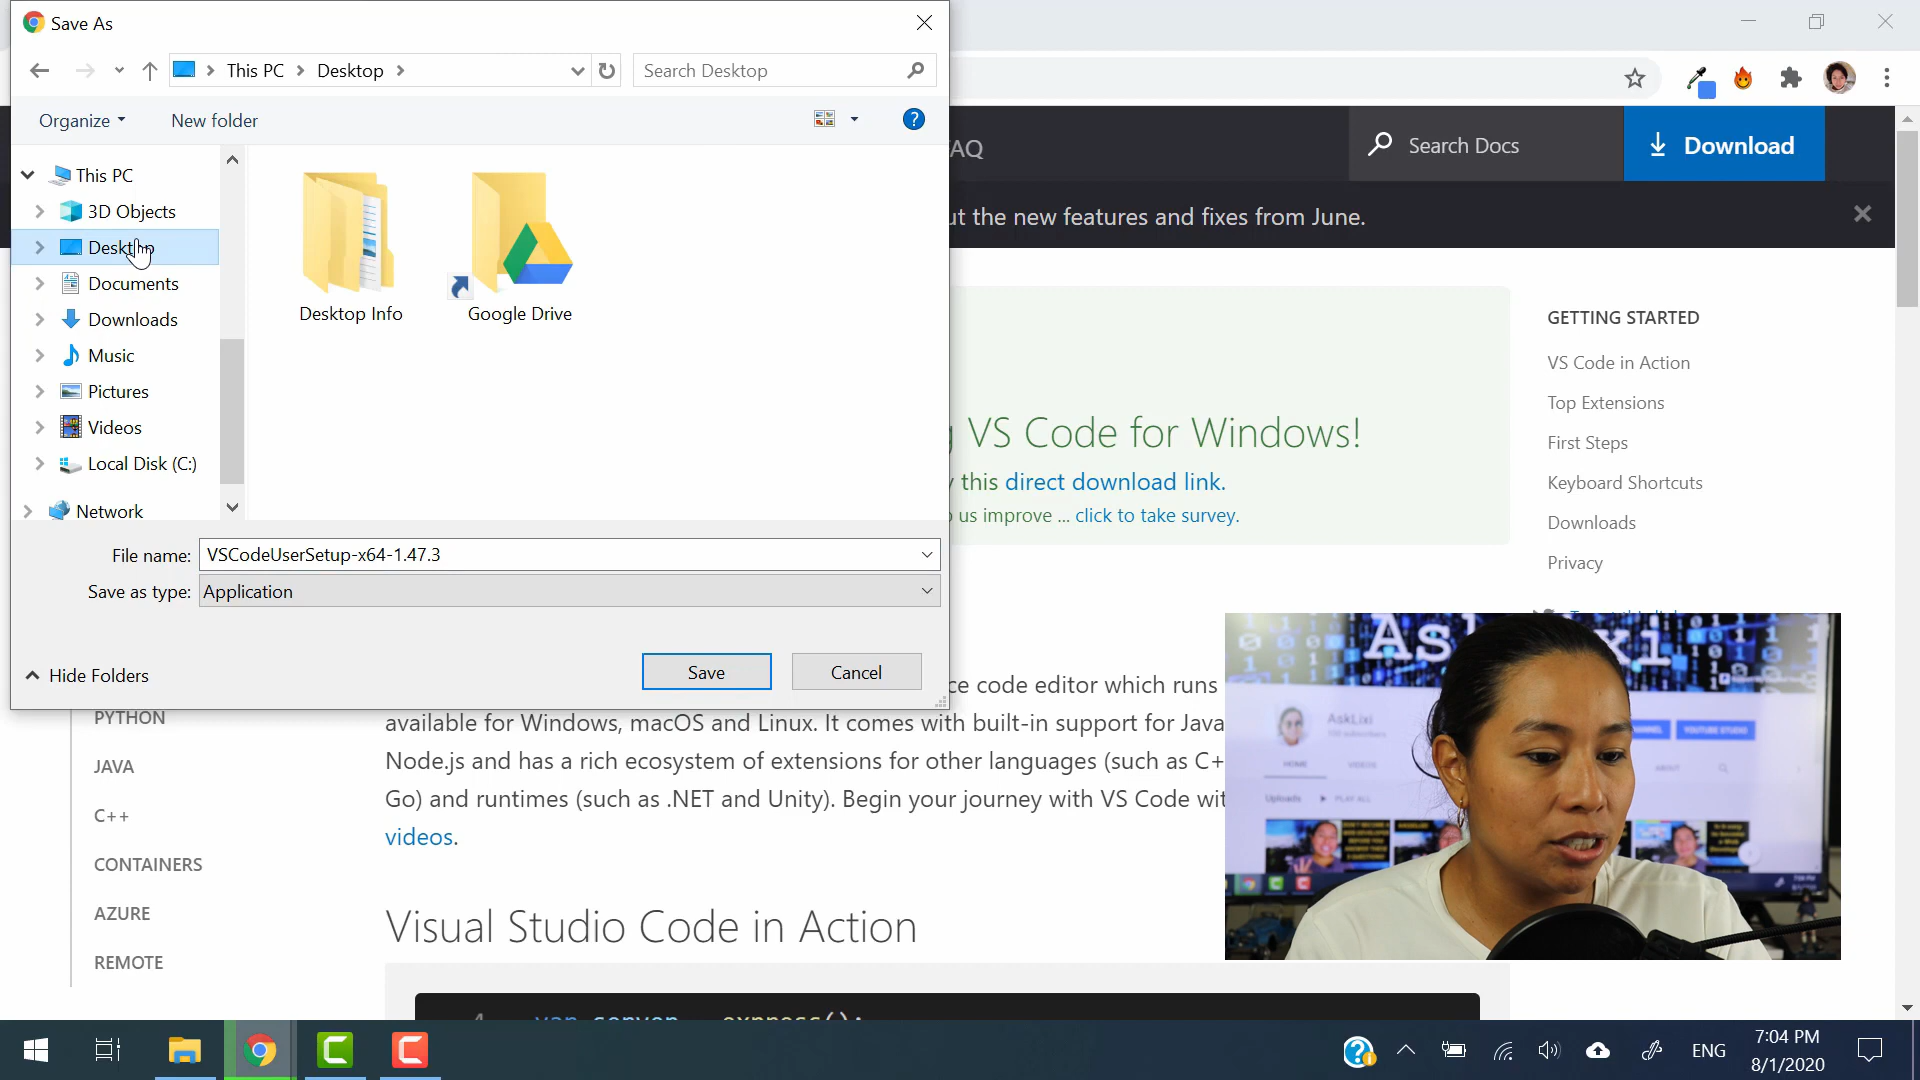 Save As
This PC
Desktop
Search Desktop
Organize
New folder
This PC
3D Objects
Desktop
Documents
Downloads
Music
Pictures
Videos
Local Disk (C:)
Network
Desktop Info
Google Drive
File name:
VSCodeUserSetup-x64-1.47.3
Save as type:
Application
Hide Folders
Save
Cancel
AQ
Search Docs
Download
ut the new features and fixes from June.
VS Code for Windows!
this direct download link.
us improve ... click to take survey.
GETTING STARTED
VS Code in Action
Top Extensions
First Steps
Keyboard Shortcuts
Downloads
Privacy
PYTHON
JAVA
C++
CONTAINERS
AZURE
REMOTE
ce code editor which runs
available for Windows, macOS and Linux. It comes with built-in support for Java
Node.js and has a rich ecosystem of extensions for other languages (such as C+
Go) and runtimes (such as .NET and Unity). Begin your journey with VS Code wit
videos.
Visual Studio Code in Action
AskLixi
HOME
YOUTUBE STUDIO
ENG
7:04 PM
8/1/2020